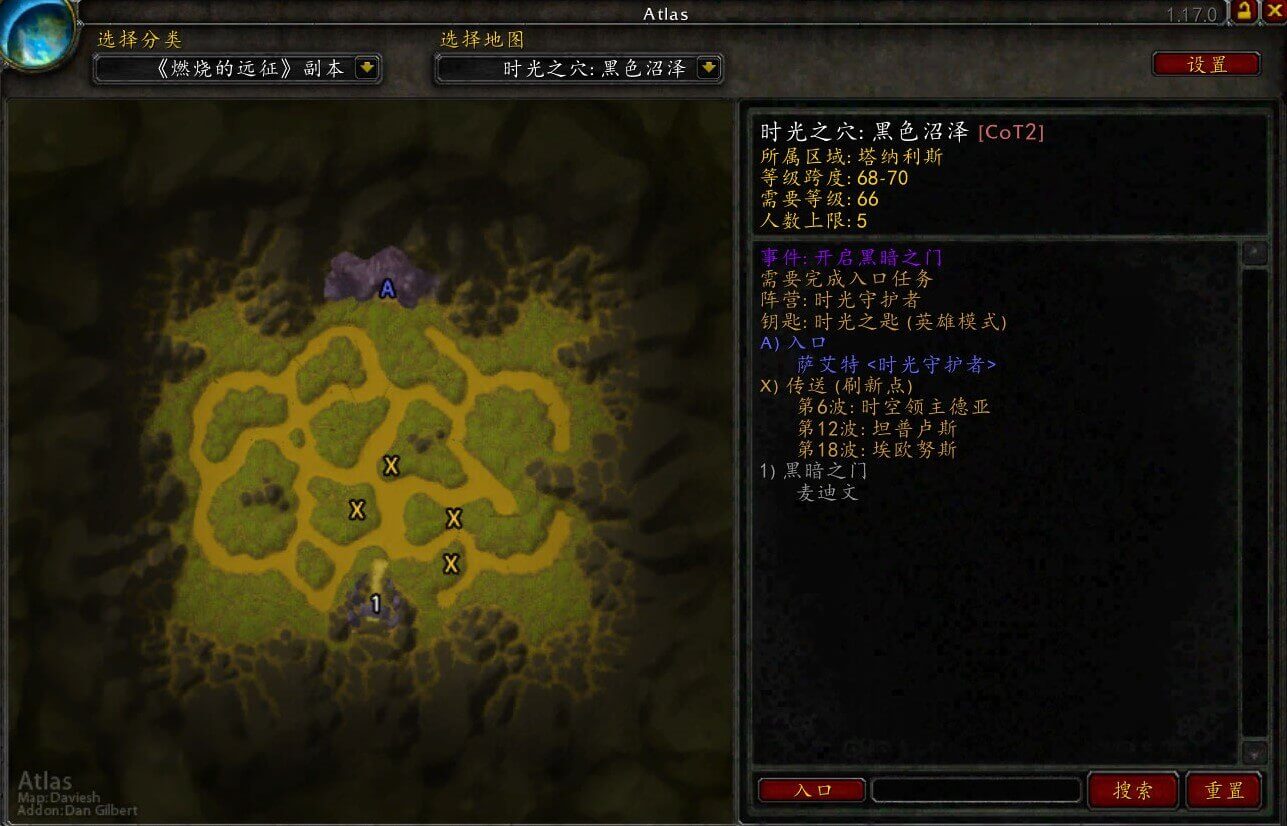 Atlas
1.17.0
选择分类
选择地图
《燃烧的远征》副本
时光之穴: 黑色沼泽
设置
时光之穴: 黑色沼泽 [CoT2]
所属区域: 塔纳利斯
等级跨度: 68-70
需要等级: 66
人数上限: 5
事件: 开启黑暗之门
需要完成入口任务
阵营: 时光守护者
钥匙: 时光之匙 (英雄模式)
A) 入口
萨艾特 <时光守护者>
X) 传送 (刷新点)
第6波: 时空领主德亚
第12波: 坦普卢斯
第18波: 埃欧努斯
1) 黑暗之门
麦迪文
A
X
X
X
X
1
Atlas
Map:Daviesh
Addon:Dan Gilbert
入口
搜索
重置